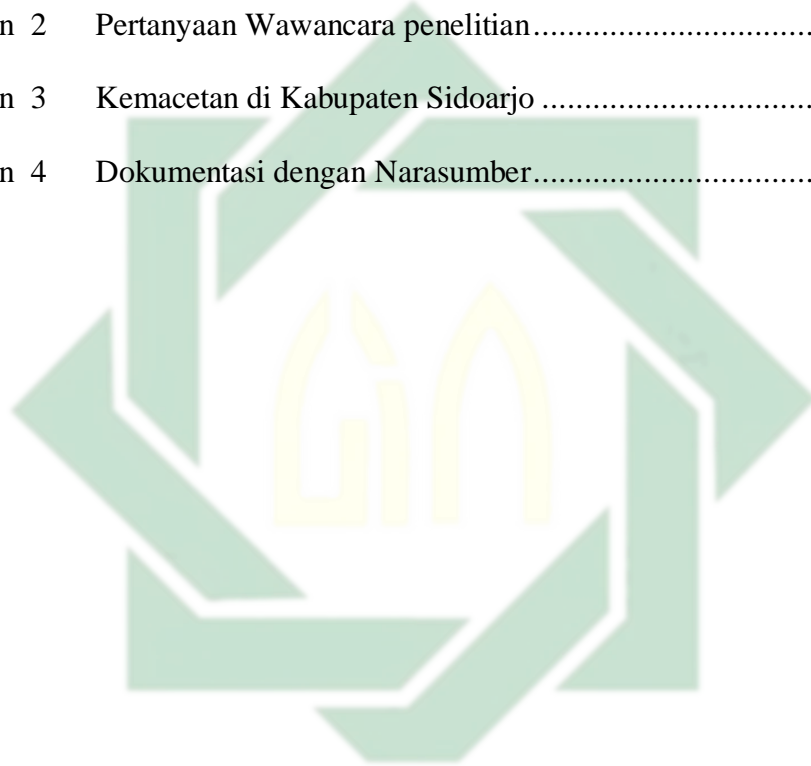 n 2 Pertanyaan Wawancara penelitian................................
n 3 Kemacetan di Kabupaten Sidoarjo ...............................
n 4 Dokumentasi dengan Narasumber................................